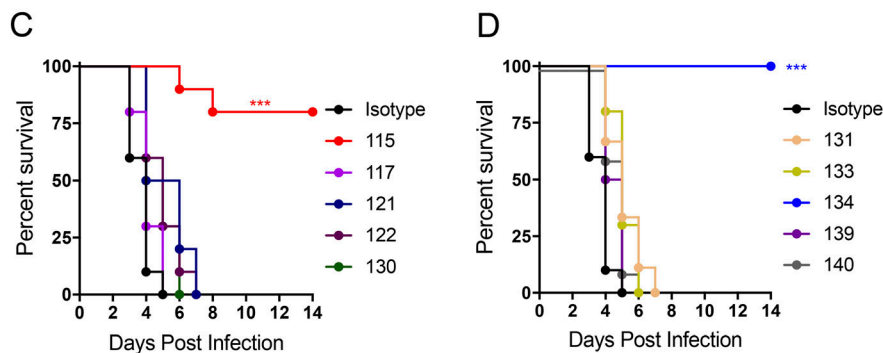 C
Percent survival
100
75
50
25
0
0 2 4 6 8 10 12 14
Days Post Infection
***
Isotype
115
117
121
122
130
D
Percent survival
100
75
50
25
0
0 2 4 6 8 10 12 14
Days Post Infection
***
Isotype
131
133
134
139
140